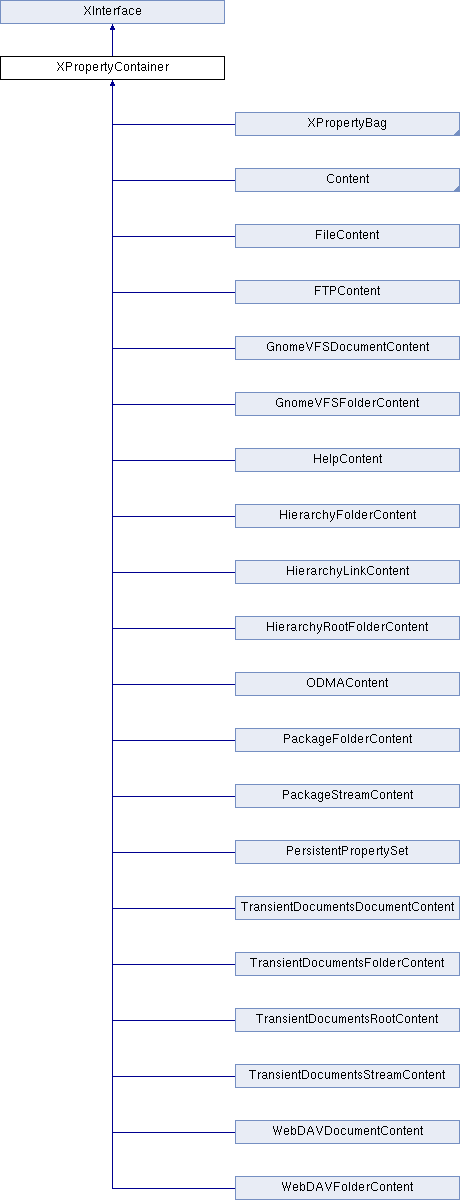 XInterface
XPropertyContainer
XPropertyBag
Content
FileContent
FTPContent
GnomeVFSDocumentContent
GnomeVFSFolderContent
HelpContent
HierarchyFolderContent
HierarchyLinkContent
HierarchyRootFolderContent
ODMAContent
PackageFolderContent
PackageStreamContent
PersistentPropertySet
TransientDocumentsDocumentContent
TransientDocumentsFolderContent
TransientDocumentsRootContent
TransientDocumentsStreamContent
WebDAVDocumentContent
WebDAVFolderContent